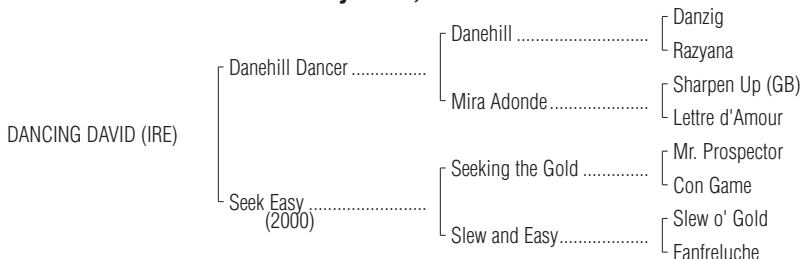 Danzig
Danehill
Razyana
Danehill Dancer
Sharpen Up (GB)
Mira Adonde
Lettre d'Amour
DANCING DAVID (IRE)
Mr. Prospector
Seeking the Gold
Con Game
Seek Easy
(2000)
Slew o' Gold
Slew and Easy
Fanfreluche